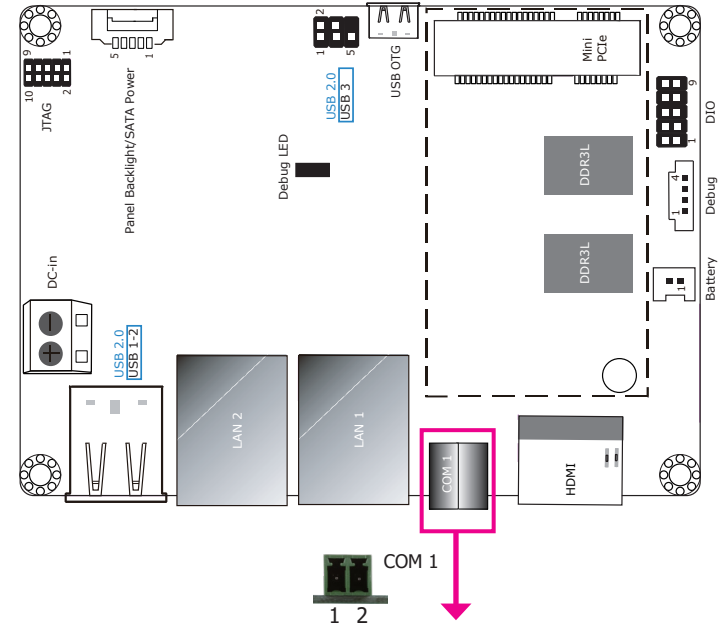 2
1 5
USB 2.0
USB 3
USB OTG
Mini
PCIe
9 1
10 2
JTAG
5 1
Panel Backlight/SATA Power
Debug LED
DDR3L
DDR3L
9
1
DIO
4
1
Debug
1
Battery
DC-in
USB 2.0
USB 1-2
LAN 2
LAN 1
COM 1
HDMI
COM 1
1 2